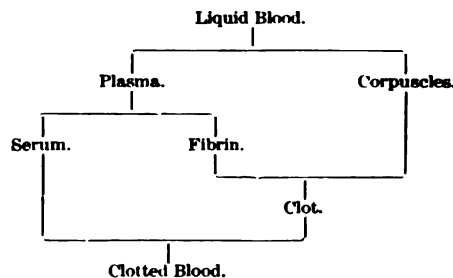 Liquid Blood.
Plasma. Corpuscles.
Serum. Fibrin.
Clot.
Clotted Blood.